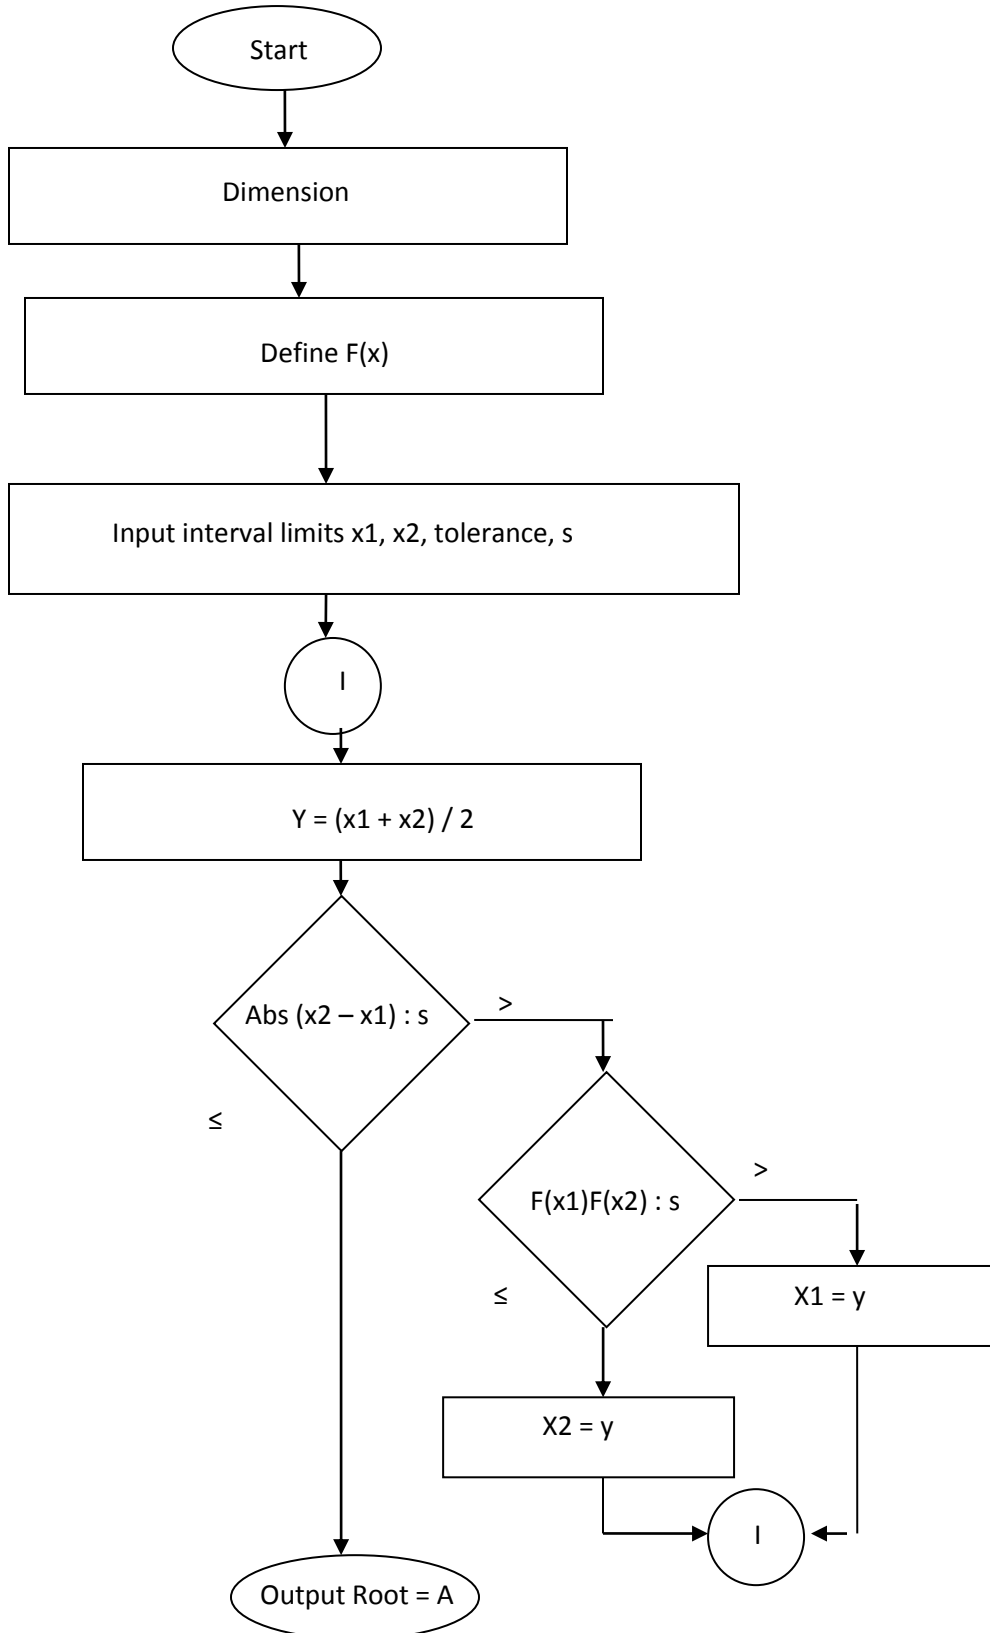 Start
Dimension
Define F(x)
Input interval limits x1, x2, tolerance, s
I
Y = (x1 + x2) / 2
Abs (x2 – x1) : s
>
≤
F(x1)F(x2) : s
>
≤
X1 = y
X2 = y
I
Output Root = A